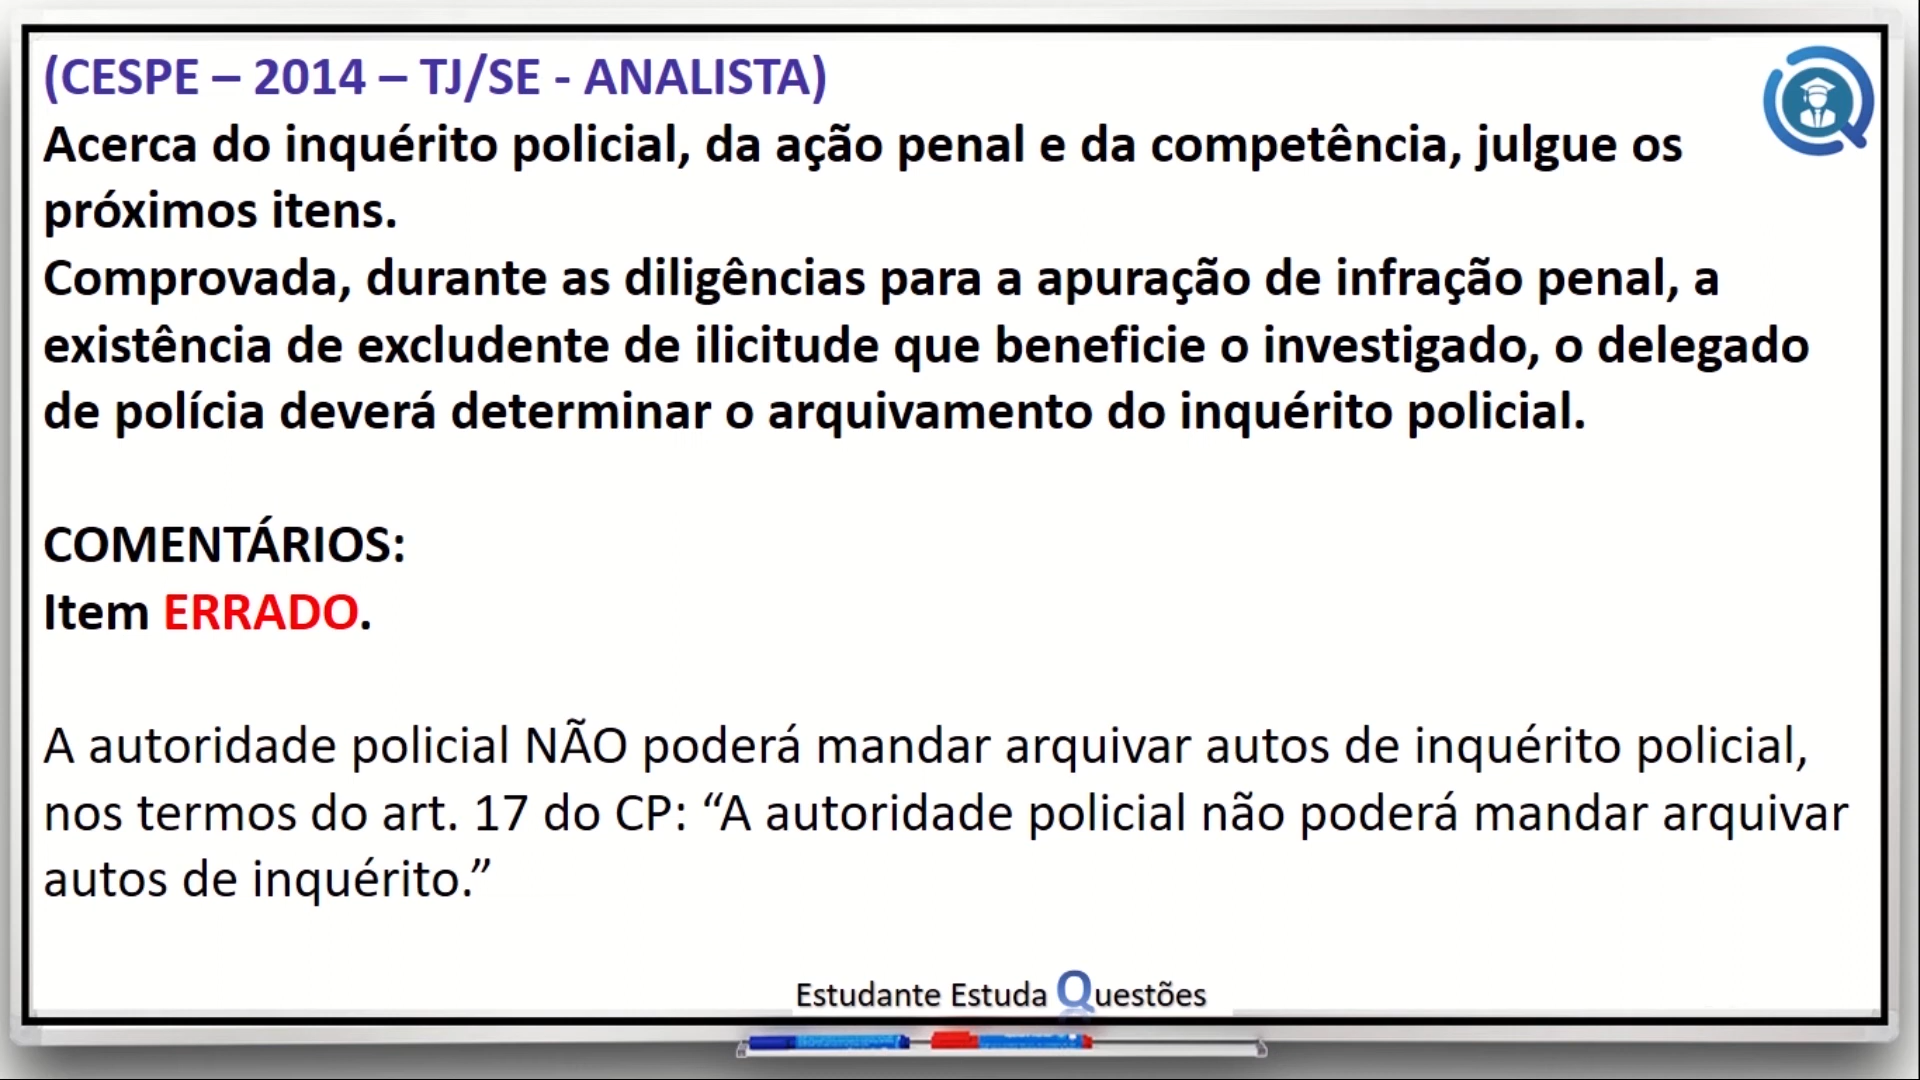 (CESPE – 2014 – TJ/SE - ANALISTA)
Acerca do inquérito policial, da ação penal e da competência, julgue os
próximos itens.
Comprovada, durante as diligências para a apuração de infração penal, a
existência de excludente de ilicitude que beneficie o investigado, o delegado
de polícia deverá determinar o arquivamento do inquérito policial.
COMENTÁRIOS:
Item ERRADO.
A autoridade policial NÃO poderá mandar arquivar autos de inquérito policial,
nos termos do art. 17 do CP: “A autoridade policial não poderá mandar arquivar
autos de inquérito.”
Estudante Estuda Questões